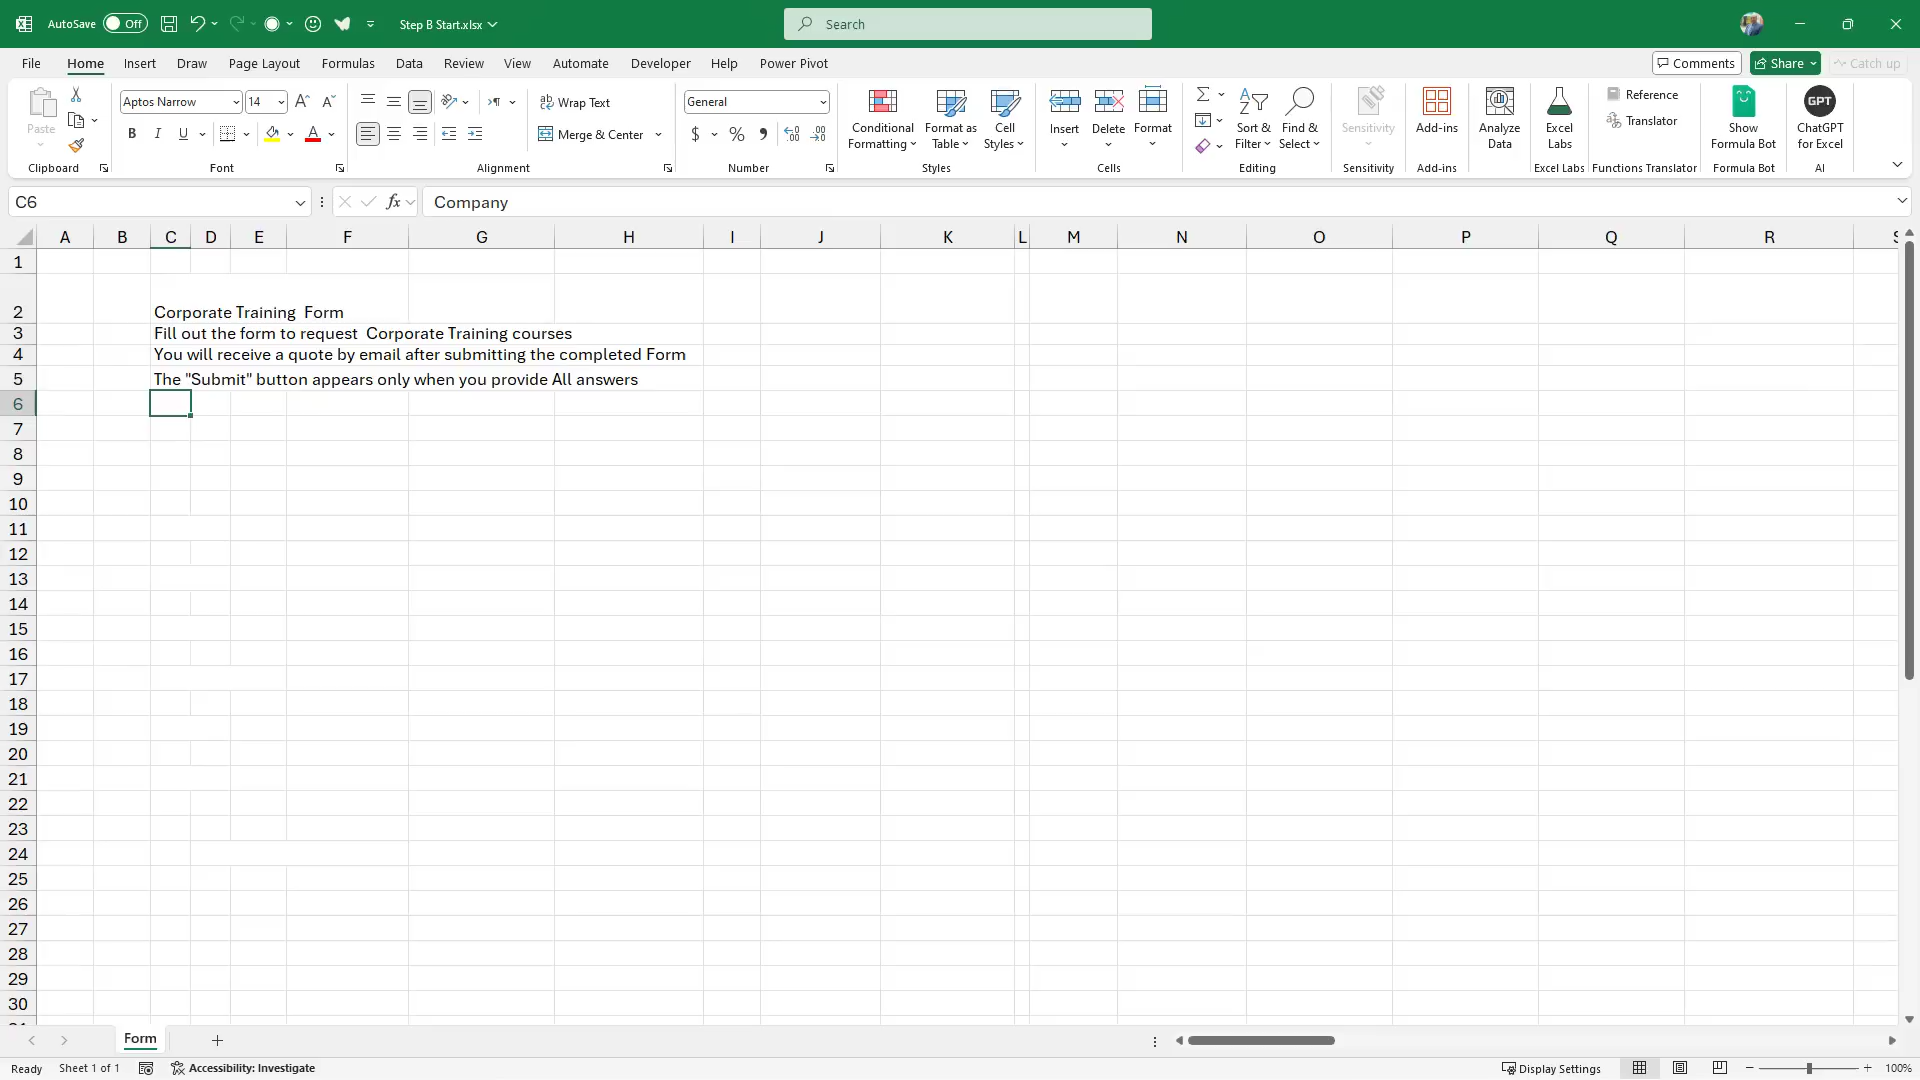 AutoSave Off Step B Start.xlsx Search
File Home Insert Draw Page Layout Formulas Data Review View Automate Developer Help Power Pivot Comments Share Catch up
Paste
Aptos Narrow 14
B I U A
Wrap Text
Merge & Center
General
$ %
Conditional Formatting
Format as Table
Cell Styles
Insert
Delete
Format
Sort & Filter
Find & Select
Sensitivity
Add-ins
Analyze Data
Excel Labs
Reference
Translator
Show Formula Bot
GPT
ChatGPT for Excel
Clipboard Font Alignment Number Styles Cells Editing Sensitivity Add-ins Excel Labs Functions Translator Formula Bot AI
C6 fx Company
A B C D E F G H I J K L M N O P Q R
1
2 Corporate Training  Form
3 Fill out the form to request  Corporate Training courses
4 You will receive a quote by email after submitting the completed Form
5 The "Submit" button appears only when you provide All answers
6
7
8
9
10
11
12
13
14
15
16
17
18
19
20
21
22
23
24
25
26
27
28
29
30
Form
Ready Sheet 1 of 1 Accessibility: Investigate Display Settings 100%